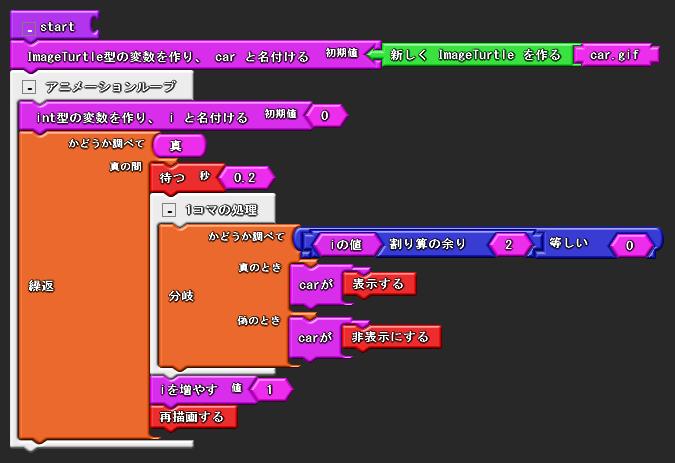 start
ImageTurtle型の変数を作り、 car と名付ける 初期値 新しく ImageTurtle を作る car.gif
アニメーションループ
int型の変数を作り、 i と名付ける 初期値 0
かどうか調べて 真
真の間 待つ 秒 0.2
1コマの処理
かどうか調べて iの値 割り算の余り 2 等しい 0
真のとき carが 表示する
繰返 分岐
偽のとき carが 非表示にする
iを増やす 値 1
再描画する